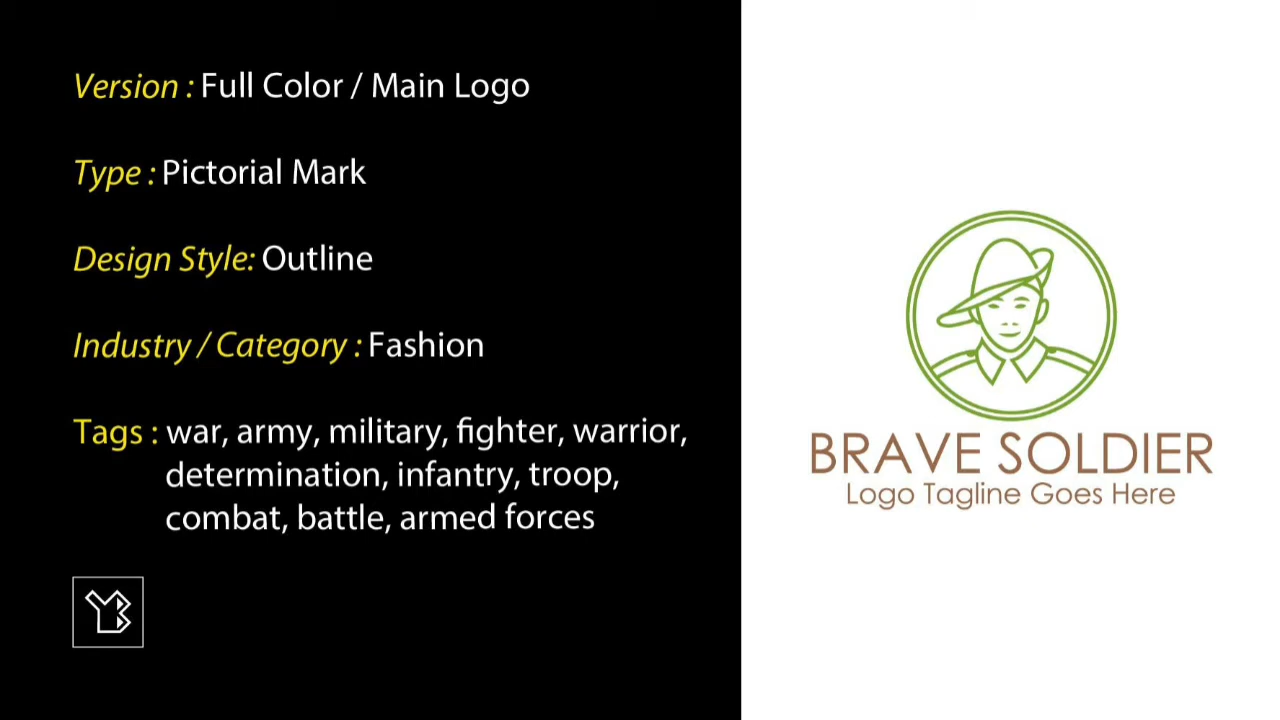 Version : Full Color / Main Logo
Type : Pictorial Mark
Design Style: Outline
Industry / Category : Fashion
Tags : war, army, military, fighter, warrior,
determination, infantry, troop,
combat, battle, armed forces
BRAVE SOLDIER
Logo Tagline Goes Here